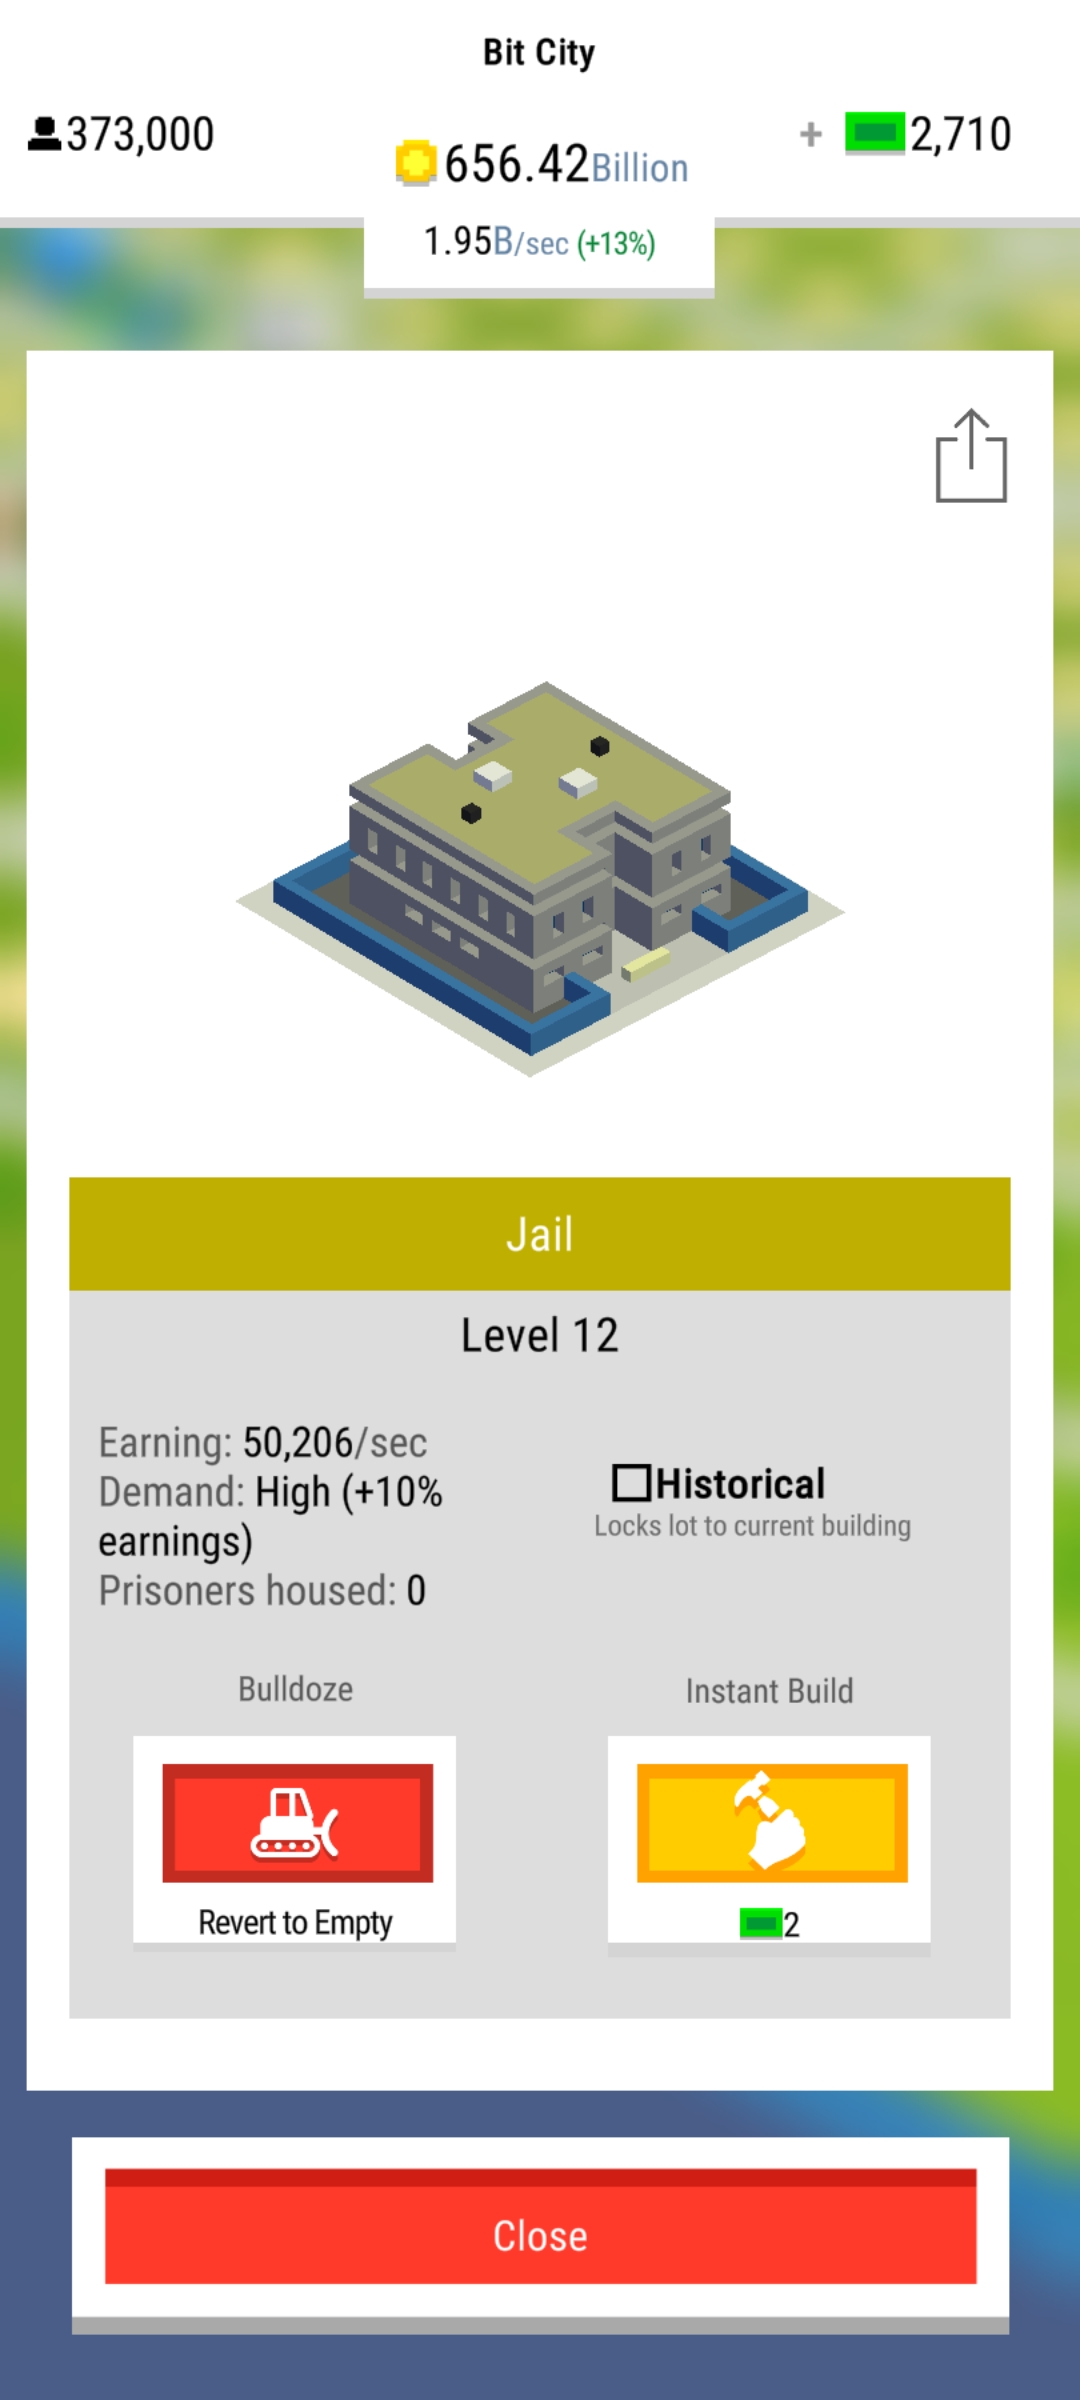 Bit City
373,000
+ 2,710
656.42Billion
1.95B/sec (+13%)
Jail
Level 12
Earning: 50,206/sec
Demand: High (+10%
earnings)
Prisoners housed: 0
Historical
Locks lot to current building
Bulldoze
Instant Build
Revert to Empty
2
Close